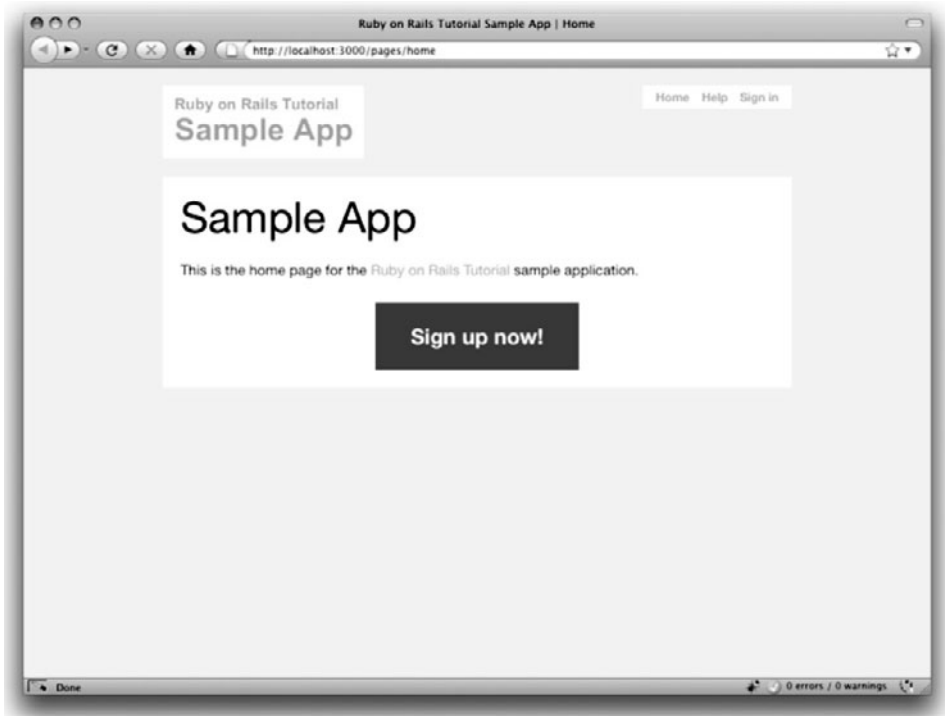 Ruby on Rails Tutorial Sample App | Home
http://localhost:3000/pages/home
Ruby on Rails Tutorial
Sample App
Home Help Sign in
Sample App
This is the home page for the Ruby on Rails Tutorial sample application.
Sign up now!
Done
0 errors / 0 warnings